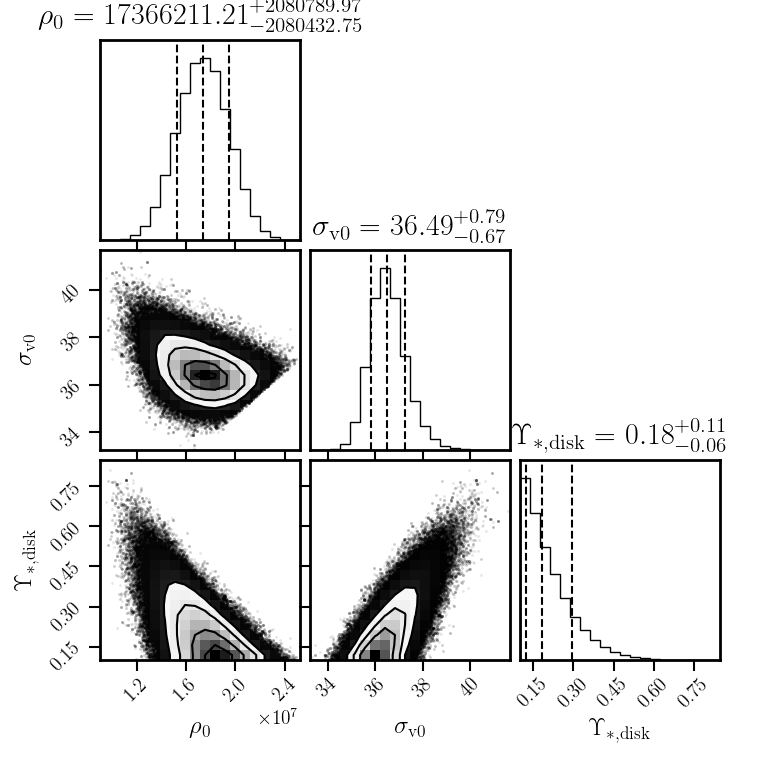 ρ₀ = 17366211.21⁺²⁰⁸⁰⁷⁸⁹·⁹⁷₋₂₀₈₀₄₃₂.₇₅
σᵥ₀ = 36.49⁺⁰·⁷⁹₋₀.₆₇
40
38
36
34
σᵥ₀
ϒ*,disk = 0.18⁺⁰·¹¹₋₀.₀₆
0.75
0.60
0.45
0.30
0.15
ϒ*,disk
1.2 1.6 2.0 2.4
×10⁷
ρ₀
34 36 38 40
σᵥ₀
0.15 0.30 0.45 0.60 0.75
ϒ*,disk